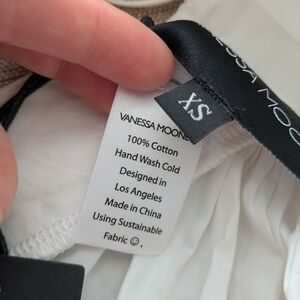 VANESSA MOONEY
100% Cotton
Hand Wash Cold
Designed in
Los Angeles
Made in China
Using Sustainable
Fabric ☺.
XS